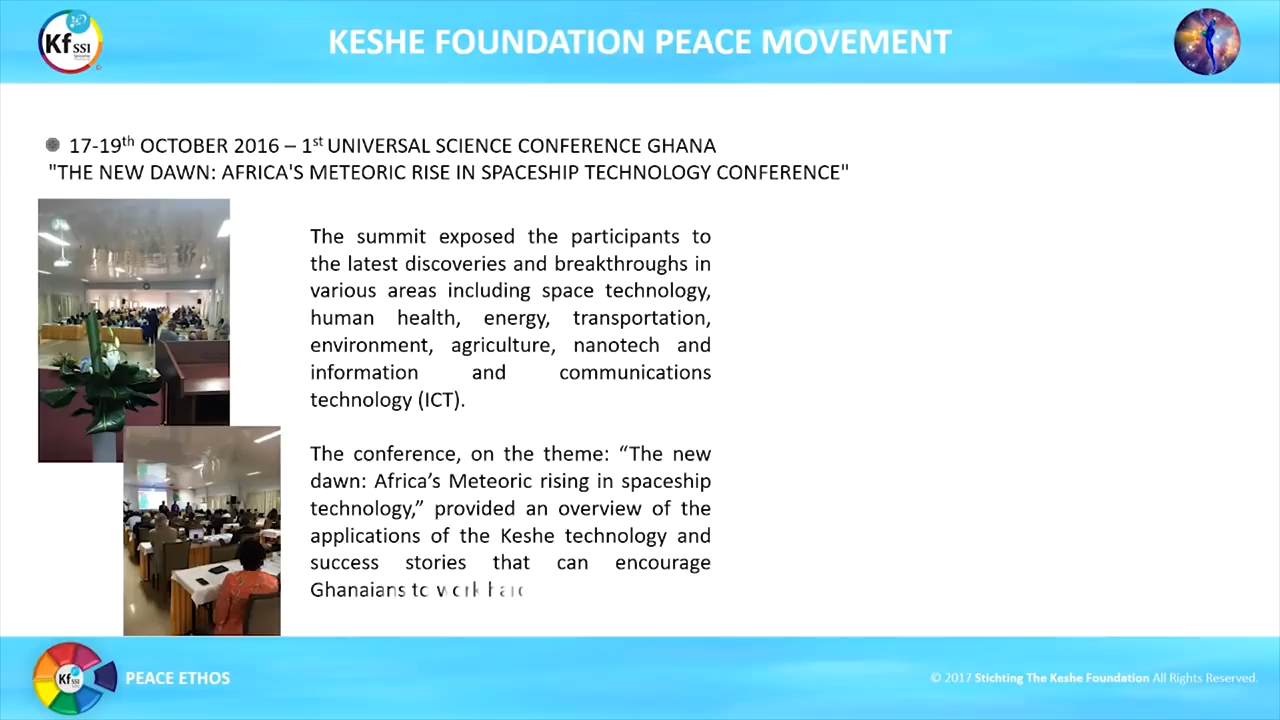 Kf SSI
KESHE FOUNDATION PEACE MOVEMENT
17-19th OCTOBER 2016 – 1st UNIVERSAL SCIENCE CONFERENCE GHANA
"THE NEW DAWN: AFRICA'S METEORIC RISE IN SPACESHIP TECHNOLOGY CONFERENCE"
The summit exposed the participants to
the latest discoveries and breakthroughs in
various areas including space technology,
human health, energy, transportation,
environment, agriculture, nanotech and
information and communications
technology (ICT).
The conference, on the theme: “The new
dawn: Africa’s Meteoric rising in spaceship
technology,” provided an overview of the
applications of the Keshe technology and
success stories that can encourage
Ghanaians to work hard
Kf SSI
PEACE ETHOS
© 2017 Stichting The Keshe Foundation All Rights Reserved.